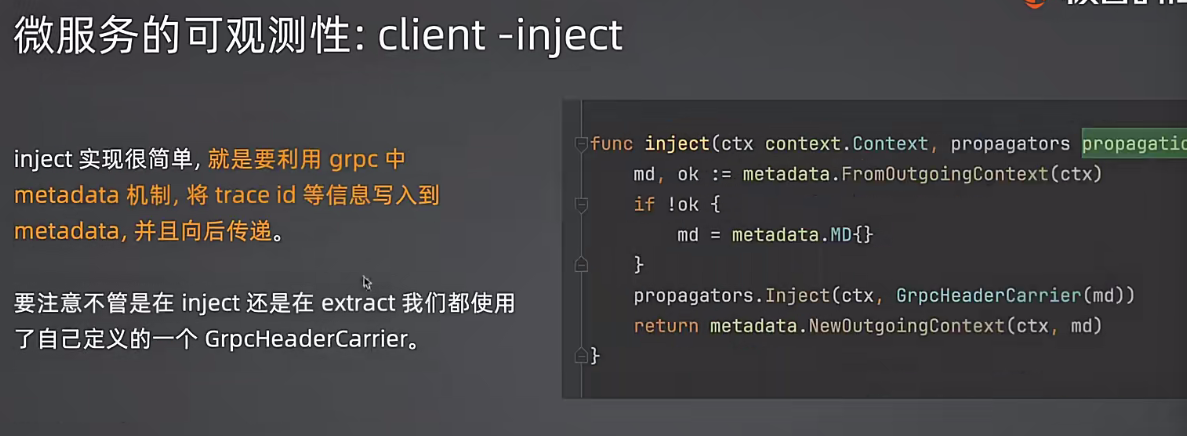 微服务的可观测性: client -inject
inject 实现很简单, 就是要利用 grpc 中
metadata 机制, 将 trace id 等信息写入到
metadata, 并且向后传递。
要注意不管是在 inject 还是在 extract 我们都使用
了自己定义的一个 GrpcHeaderCarrier。
func inject(ctx context.Context, propagators
md, ok := metadata.FromOutgoingContext(ctx)
if !ok {
md = metadata.MD{}
}
propagators.Inject(ctx, GrpcHeaderCarrier(md))
return metadata.NewOutgoingContext(ctx, md)
}